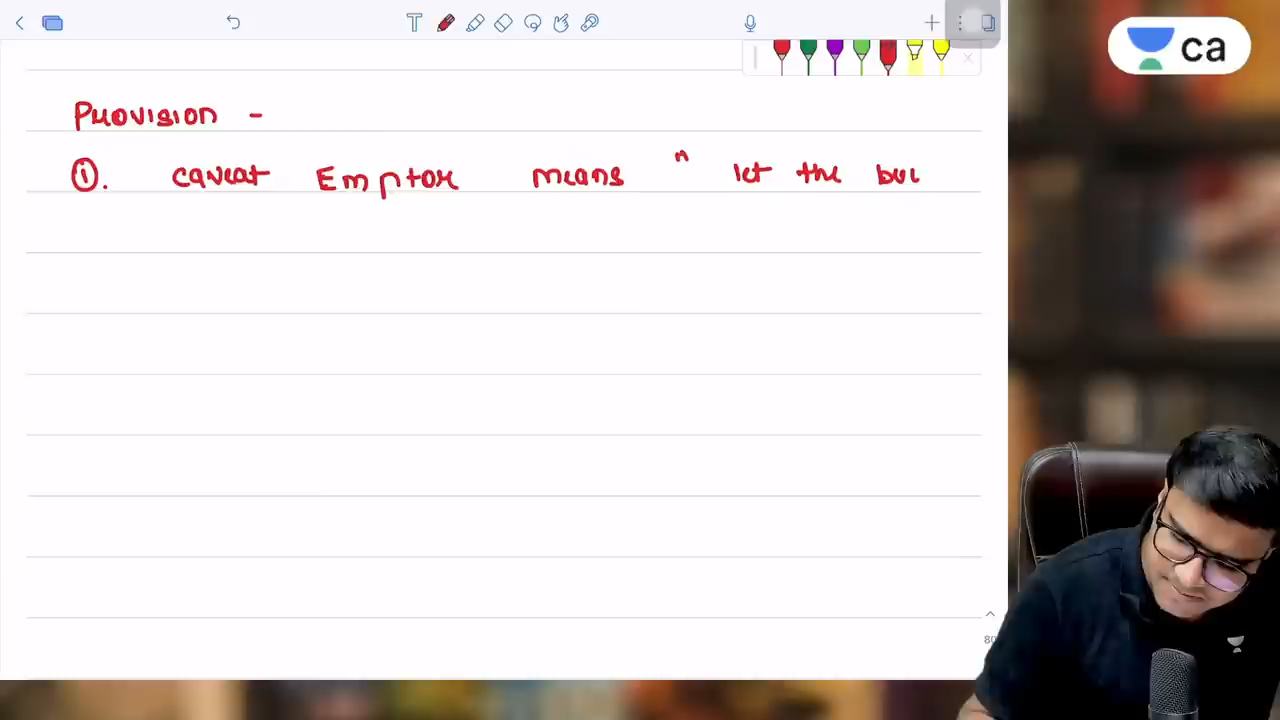 ca
Provision -
①. caveat Emptor means " let the bu